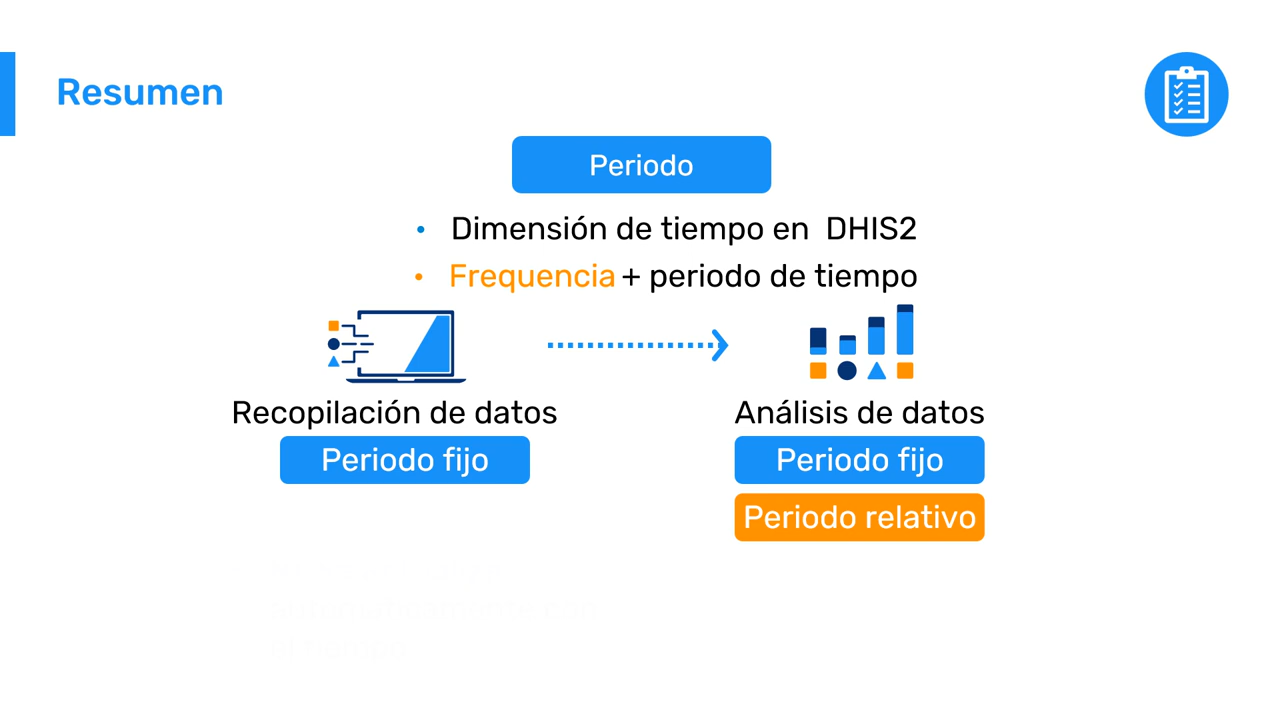 Resumen
Periodo
• Dimensión de tiempo en DHIS2
• Frequencia + periodo de tiempo
Recopilación de datos
Análisis de datos
Periodo fijo
Periodo fijo
Periodo relativo